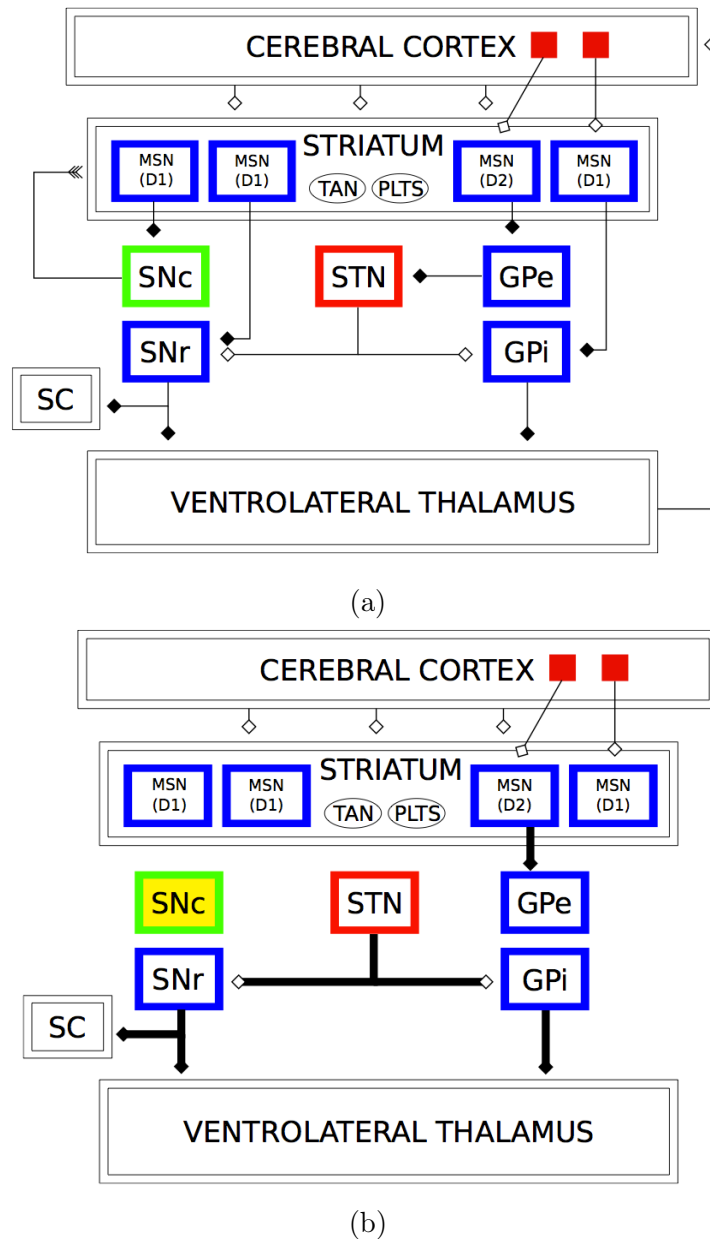 CEREBRAL CORTEX
STRIATUM
MSN (D1)
MSN (D1)
TAN
PLTS
MSN (D2)
MSN (D1)
SNc
STN
GPe
SNr
GPi
SC
VENTROLATERAL THALAMUS
(a)
CEREBRAL CORTEX
STRIATUM
MSN (D1)
MSN (D1)
TAN
PLTS
MSN (D2)
MSN (D1)
SNc
STN
GPe
SNr
GPi
SC
VENTROLATERAL THALAMUS
(b)